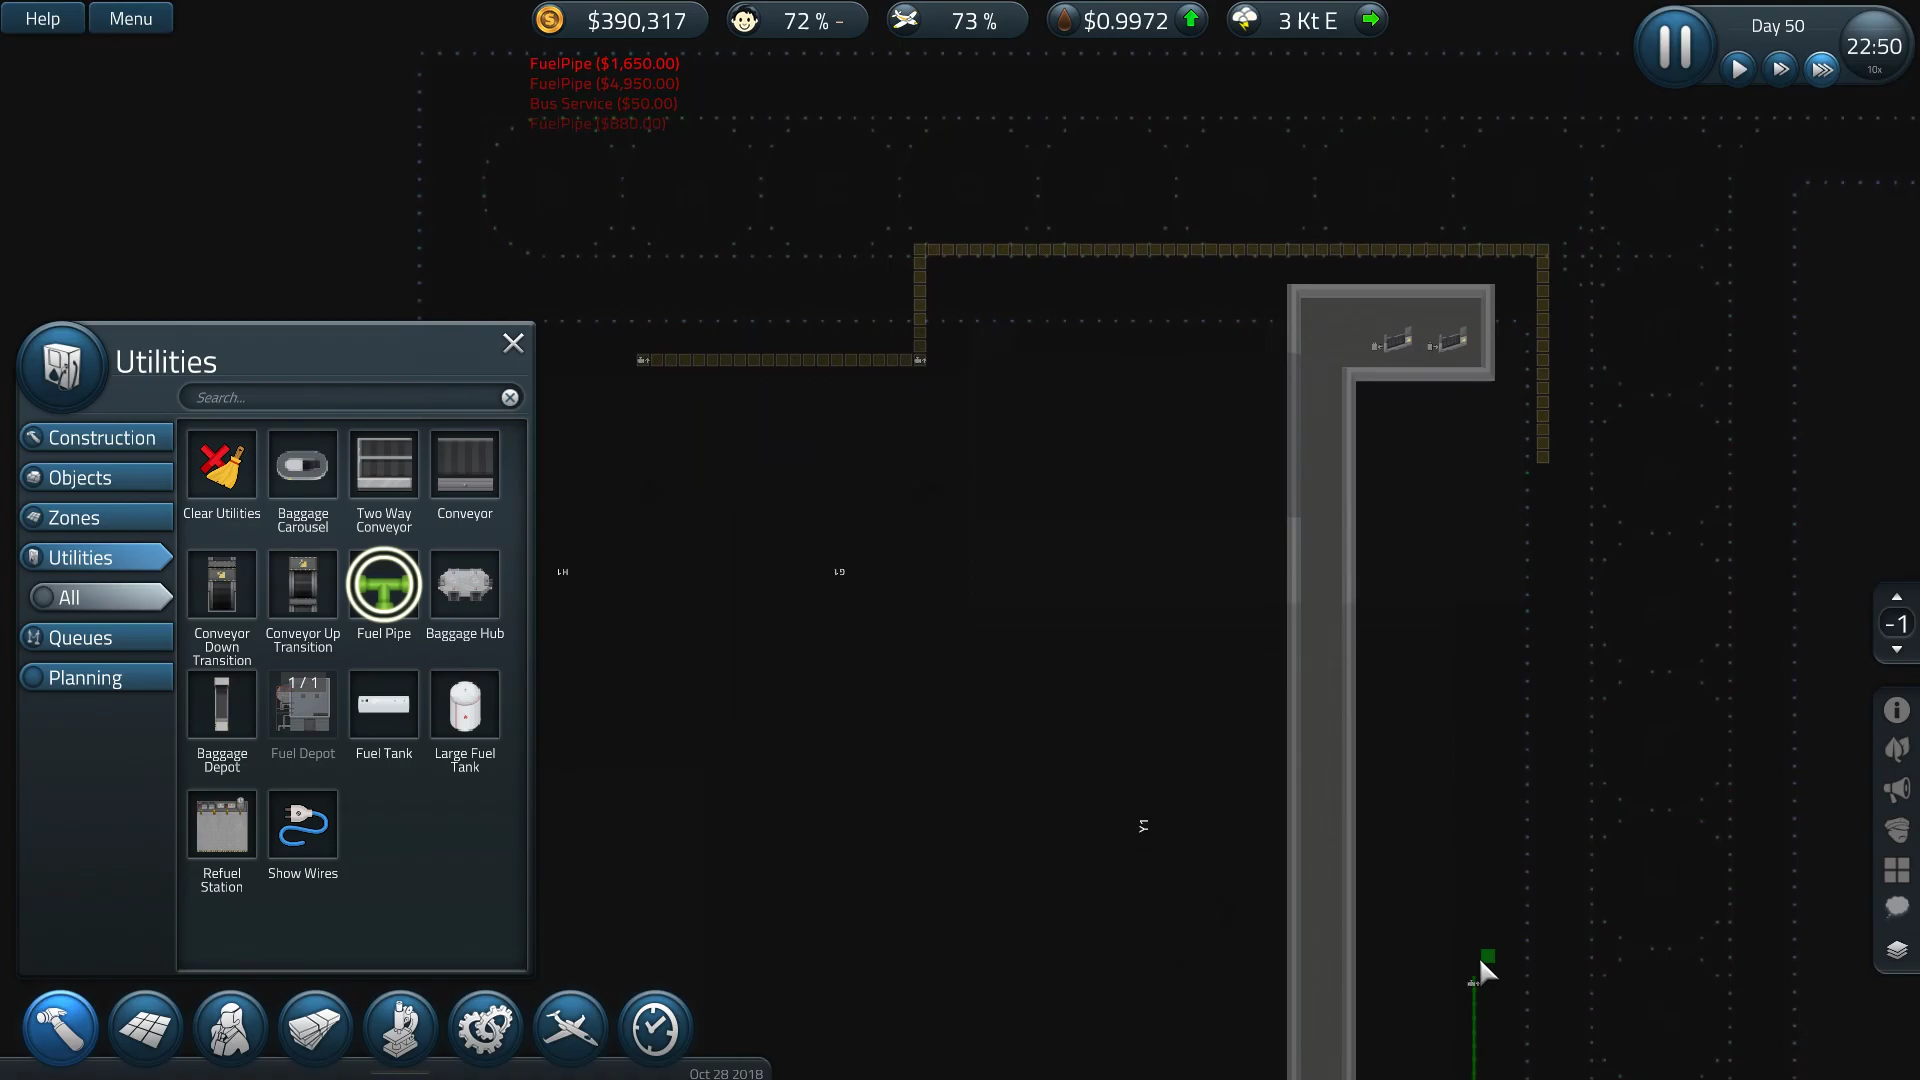 Help
Menu
$390,317
72 % -
73 %
$0.9972
3 Kt E
Day 50
22:50
10x
FuelPipe ($1,650.00)
FuelPipe ($4,950.00)
Bus Service ($50.00)
FuelPipe ($880.00)
Utilities
Search...
Construction
Objects
Zones
Utilities
All
Queues
Planning
Clear Utilities
Baggage Carousel
Two Way Conveyor
Conveyor
Conveyor Down Transition
Conveyor Up Transition
Fuel Pipe
Baggage Hub
Baggage Depot
1 / 1
Fuel Depot
Fuel Tank
Large Fuel Tank
Refuel Station
Show Wires
H1
G1
Y1
-1
Oct 28 2018